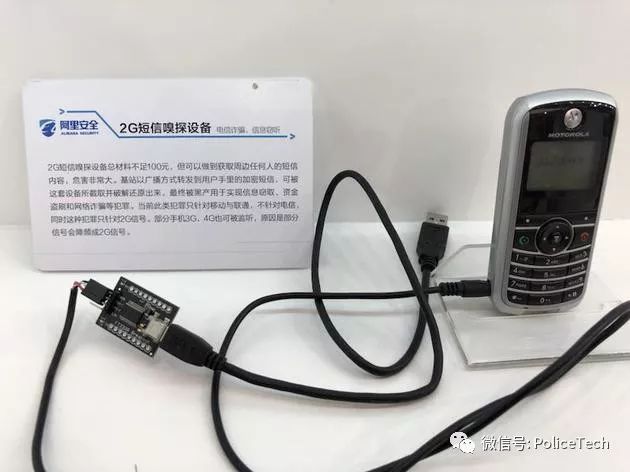 阿里安全
ALIBABA SECURITY
2G短信嗅探设备 电信诈骗、信息窃听
2G短信嗅探设备总材料不足100元，但可以做到获取周边任何人的短信
内容，危害非常大。基站以广播方式转发到用户手里的加密短信，可被
这套设备所截取并破解还原出来，最终被黑产用于实现信息窃取、资金
盗刷和网络诈骗等犯罪。当前此类犯罪只针对移动与联通，不针对电信，
同时这种犯罪只针对2G信号。部分手机3G、4G也可被监听，原因是部分
信号会降频成2G信号。
MOTOROLA
微信号: PoliceTech